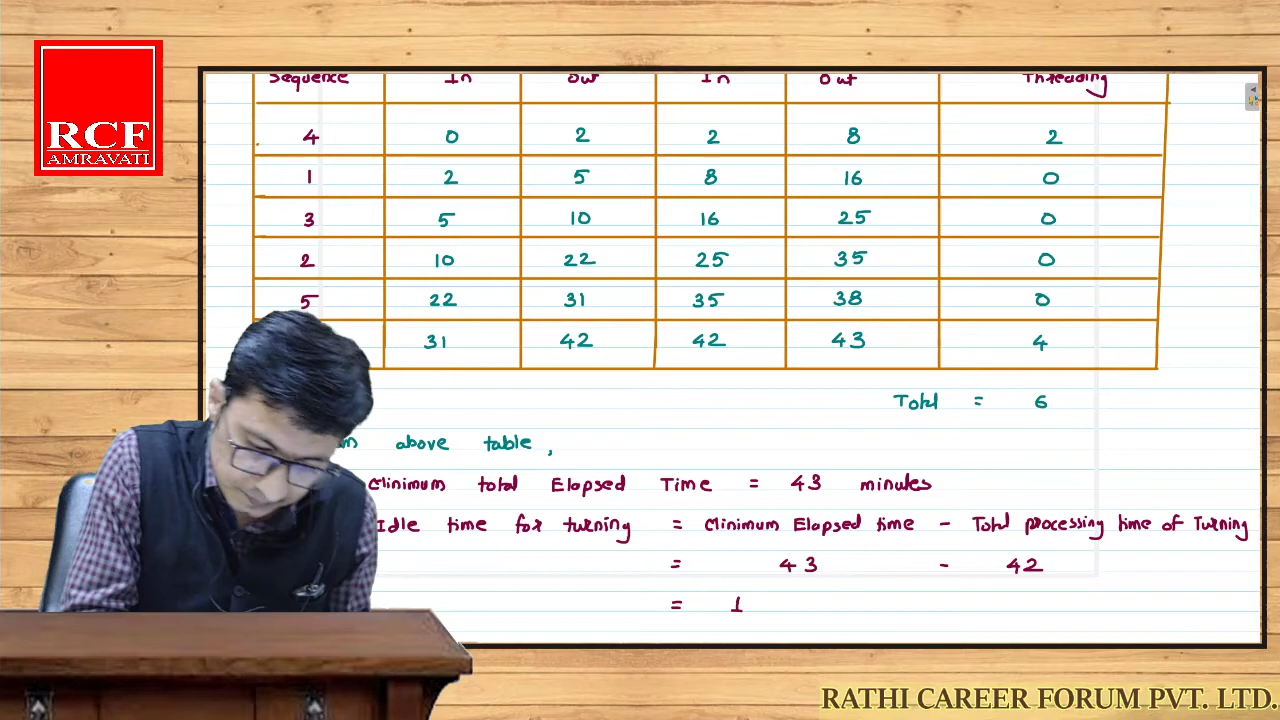 RCF
AMRAVATI
Sequence In Out In Out Threading
4 0 2 2 8 2
1 2 5 8 16 0
3 5 10 16 25 0
2 10 22 25 35 0
5 22 31 35 38 0
31 42 42 43 4
Total = 6
above table,
Minimum total Elapsed Time = 43 minutes
Idle time for turning = Minimum Elapsed time - Total processing time of Turning
= 43 - 42
= 1
RATHI CAREER FORUM PVT. LTD.